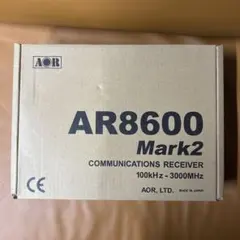 AOR
AR8600
Mark2
COMMUNICATIONS RECEIVER
100kHz - 3000MHz
AOR, LTD. MADE IN JAPAN
CE